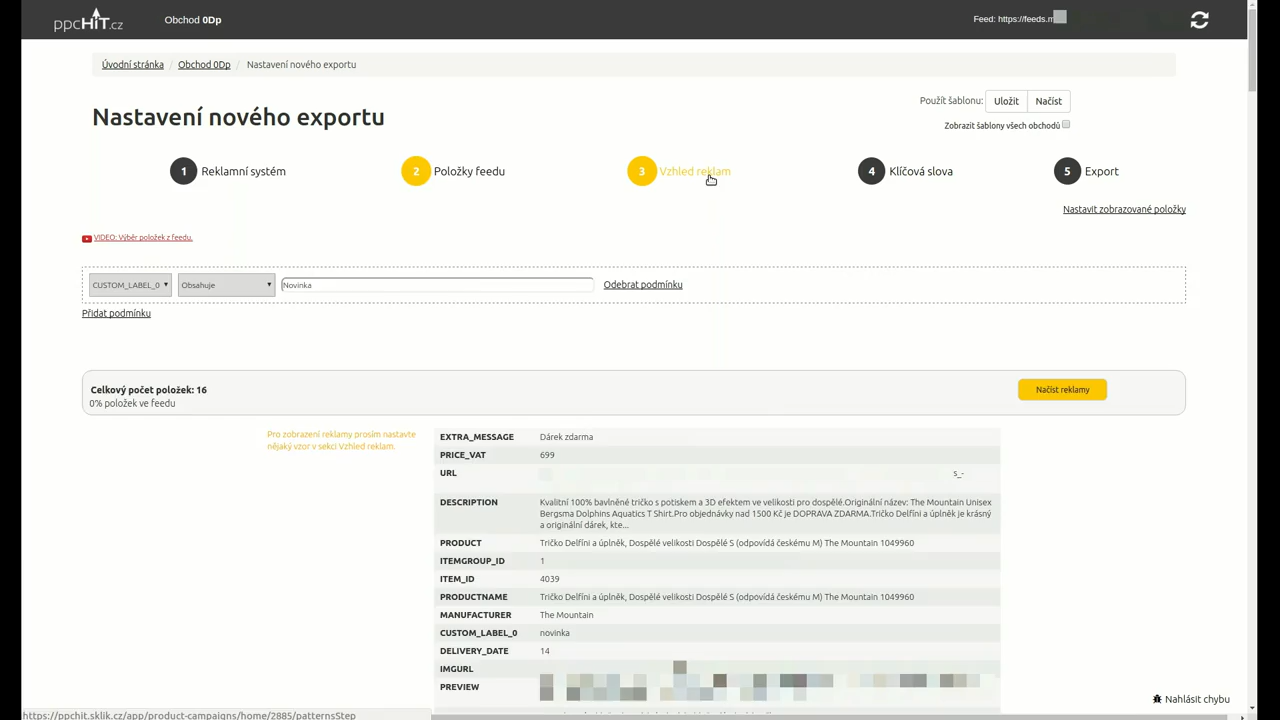 ppcHiT.cz
Obchod 0Dp
Feed: https://feeds.m
Úvodní stránka / Obchod 0Dp / Nastavení nového exportu
Použít šablonu: Uložit Načíst
Nastavení nového exportu
Zobrazit šablony všech obchodů
1 Reklamní systém
2 Položky feedu
3 Vzhled reklam
4 Klíčová slova
5 Export
Nastavit zobrazované položky
VIDEO: Výběr položek z feedu.
CUSTOM_LABEL_0 Obsahuje Novinka Odebrat podmínku
Přidat podmínku
Celkový počet položek: 16
0% položek ve feedu
Načíst reklamy
Pro zobrazení reklamy prosím nastavte
nějaký vzor v sekci Vzhled reklam.
EXTRA_MESSAGE Dárek zdarma
PRICE_VAT 699
URL s_-
DESCRIPTION Kvalitní 100% bavlněné tričko s potiskem a 3D efektem ve velikosti pro dospělé.Originální název: The Mountain Unisex
Bergsma Dolphins Aquatics T Shirt.Pro objednávky nad 1500 Kč je DOPRAVA ZDARMA.Tričko Delfíni a úplněk je krásný
a originální dárek, kte...
PRODUCT Tričko Delfíni a úplněk, Dospělé velikosti Dospělé S (odpovídá českému M) The Mountain 1049960
ITEMGROUP_ID 1
ITEM_ID 4039
PRODUCTNAME Tričko Delfíni a úplněk, Dospělé velikosti Dospělé S (odpovídá českému M) The Mountain 1049960
MANUFACTURER The Mountain
CUSTOM_LABEL_0 novinka
DELIVERY_DATE 14
IMGURL
PREVIEW
Nahlásit chybu
https://ppchit.sklik.cz/app/product-campaigns/home/2885/patternsStep